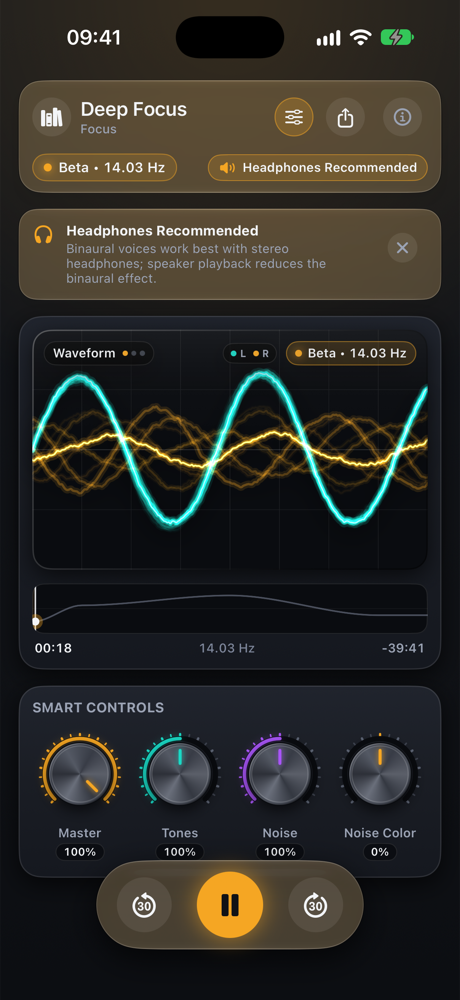 09:41
Deep Focus
Focus
Beta • 14.03 Hz
Headphones Recommended
Headphones Recommended
Binaural voices work best with stereo
headphones; speaker playback reduces the
binaural effect.
Waveform
L R
Beta • 14.03 Hz
00:18 14.03 Hz -39:41
SMART CONTROLS
Master Tones Noise Noise Color
100% 100% 100% 0%
30 30